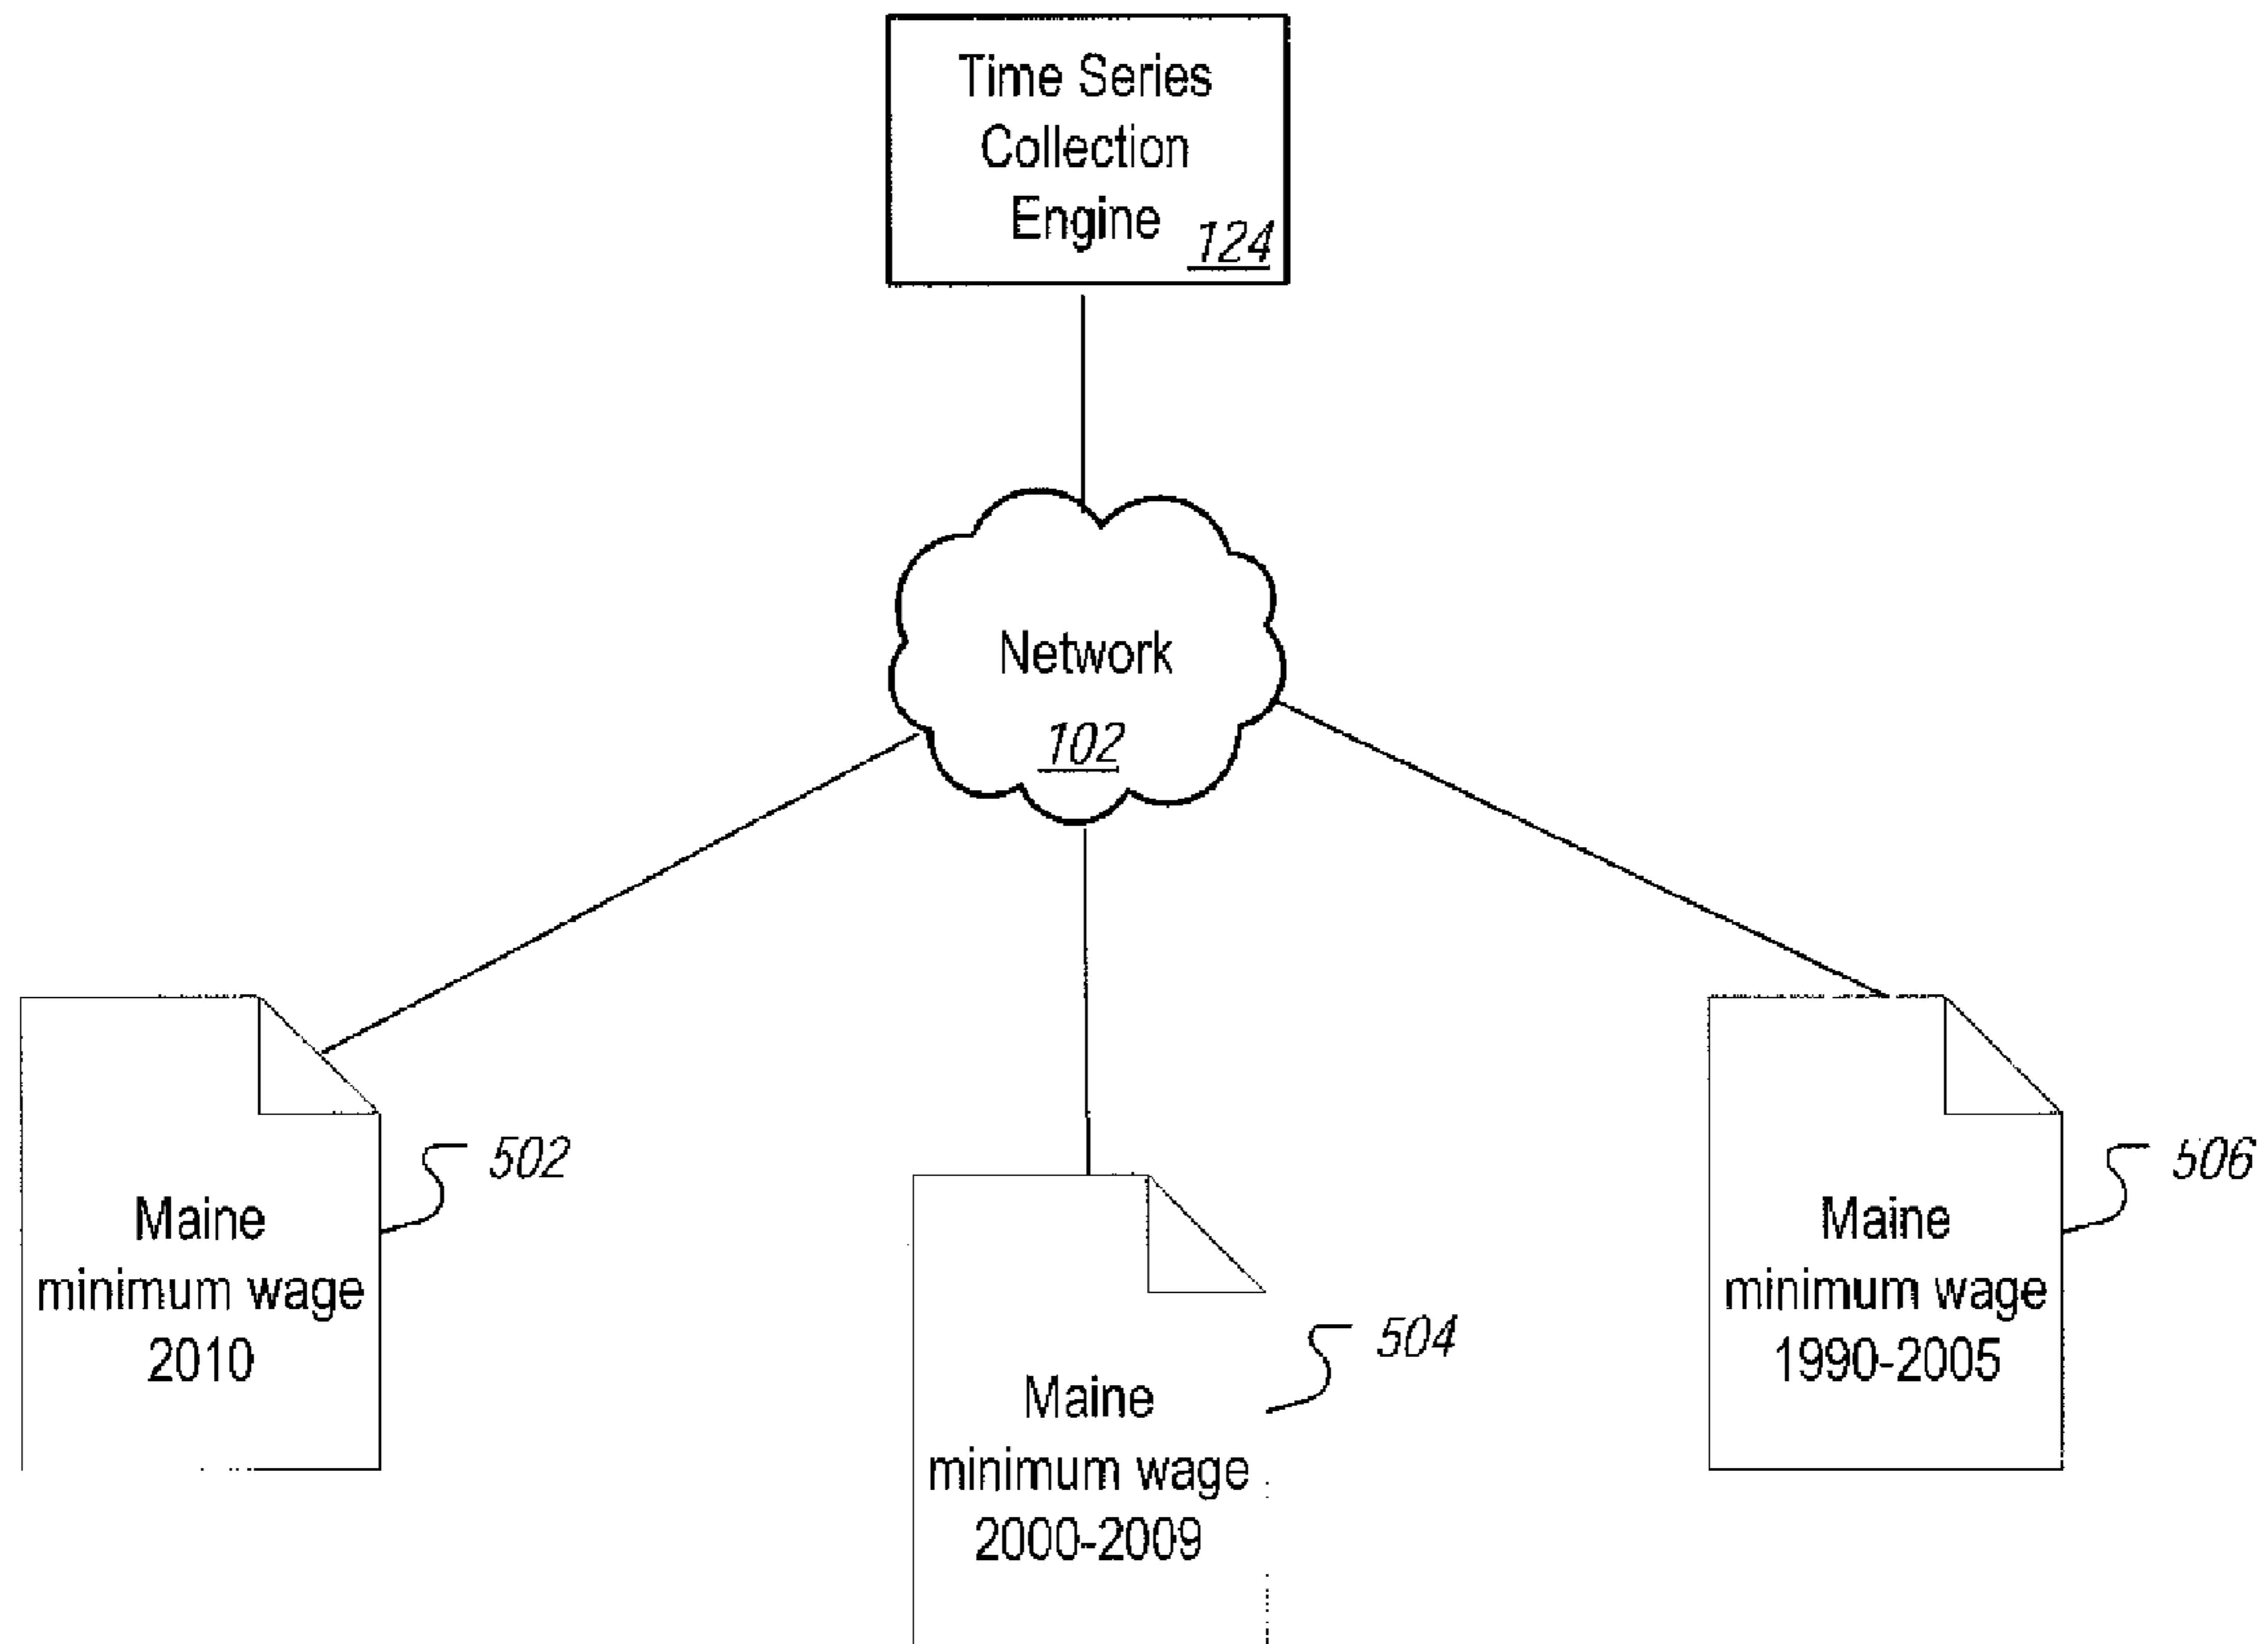 Time Series
Collection
Engine
124
Network
102
Maine
minimum wage
2010
502
Maine
minimum wage
2000-2009
504
Maine
minimum wage
1990-2005
506